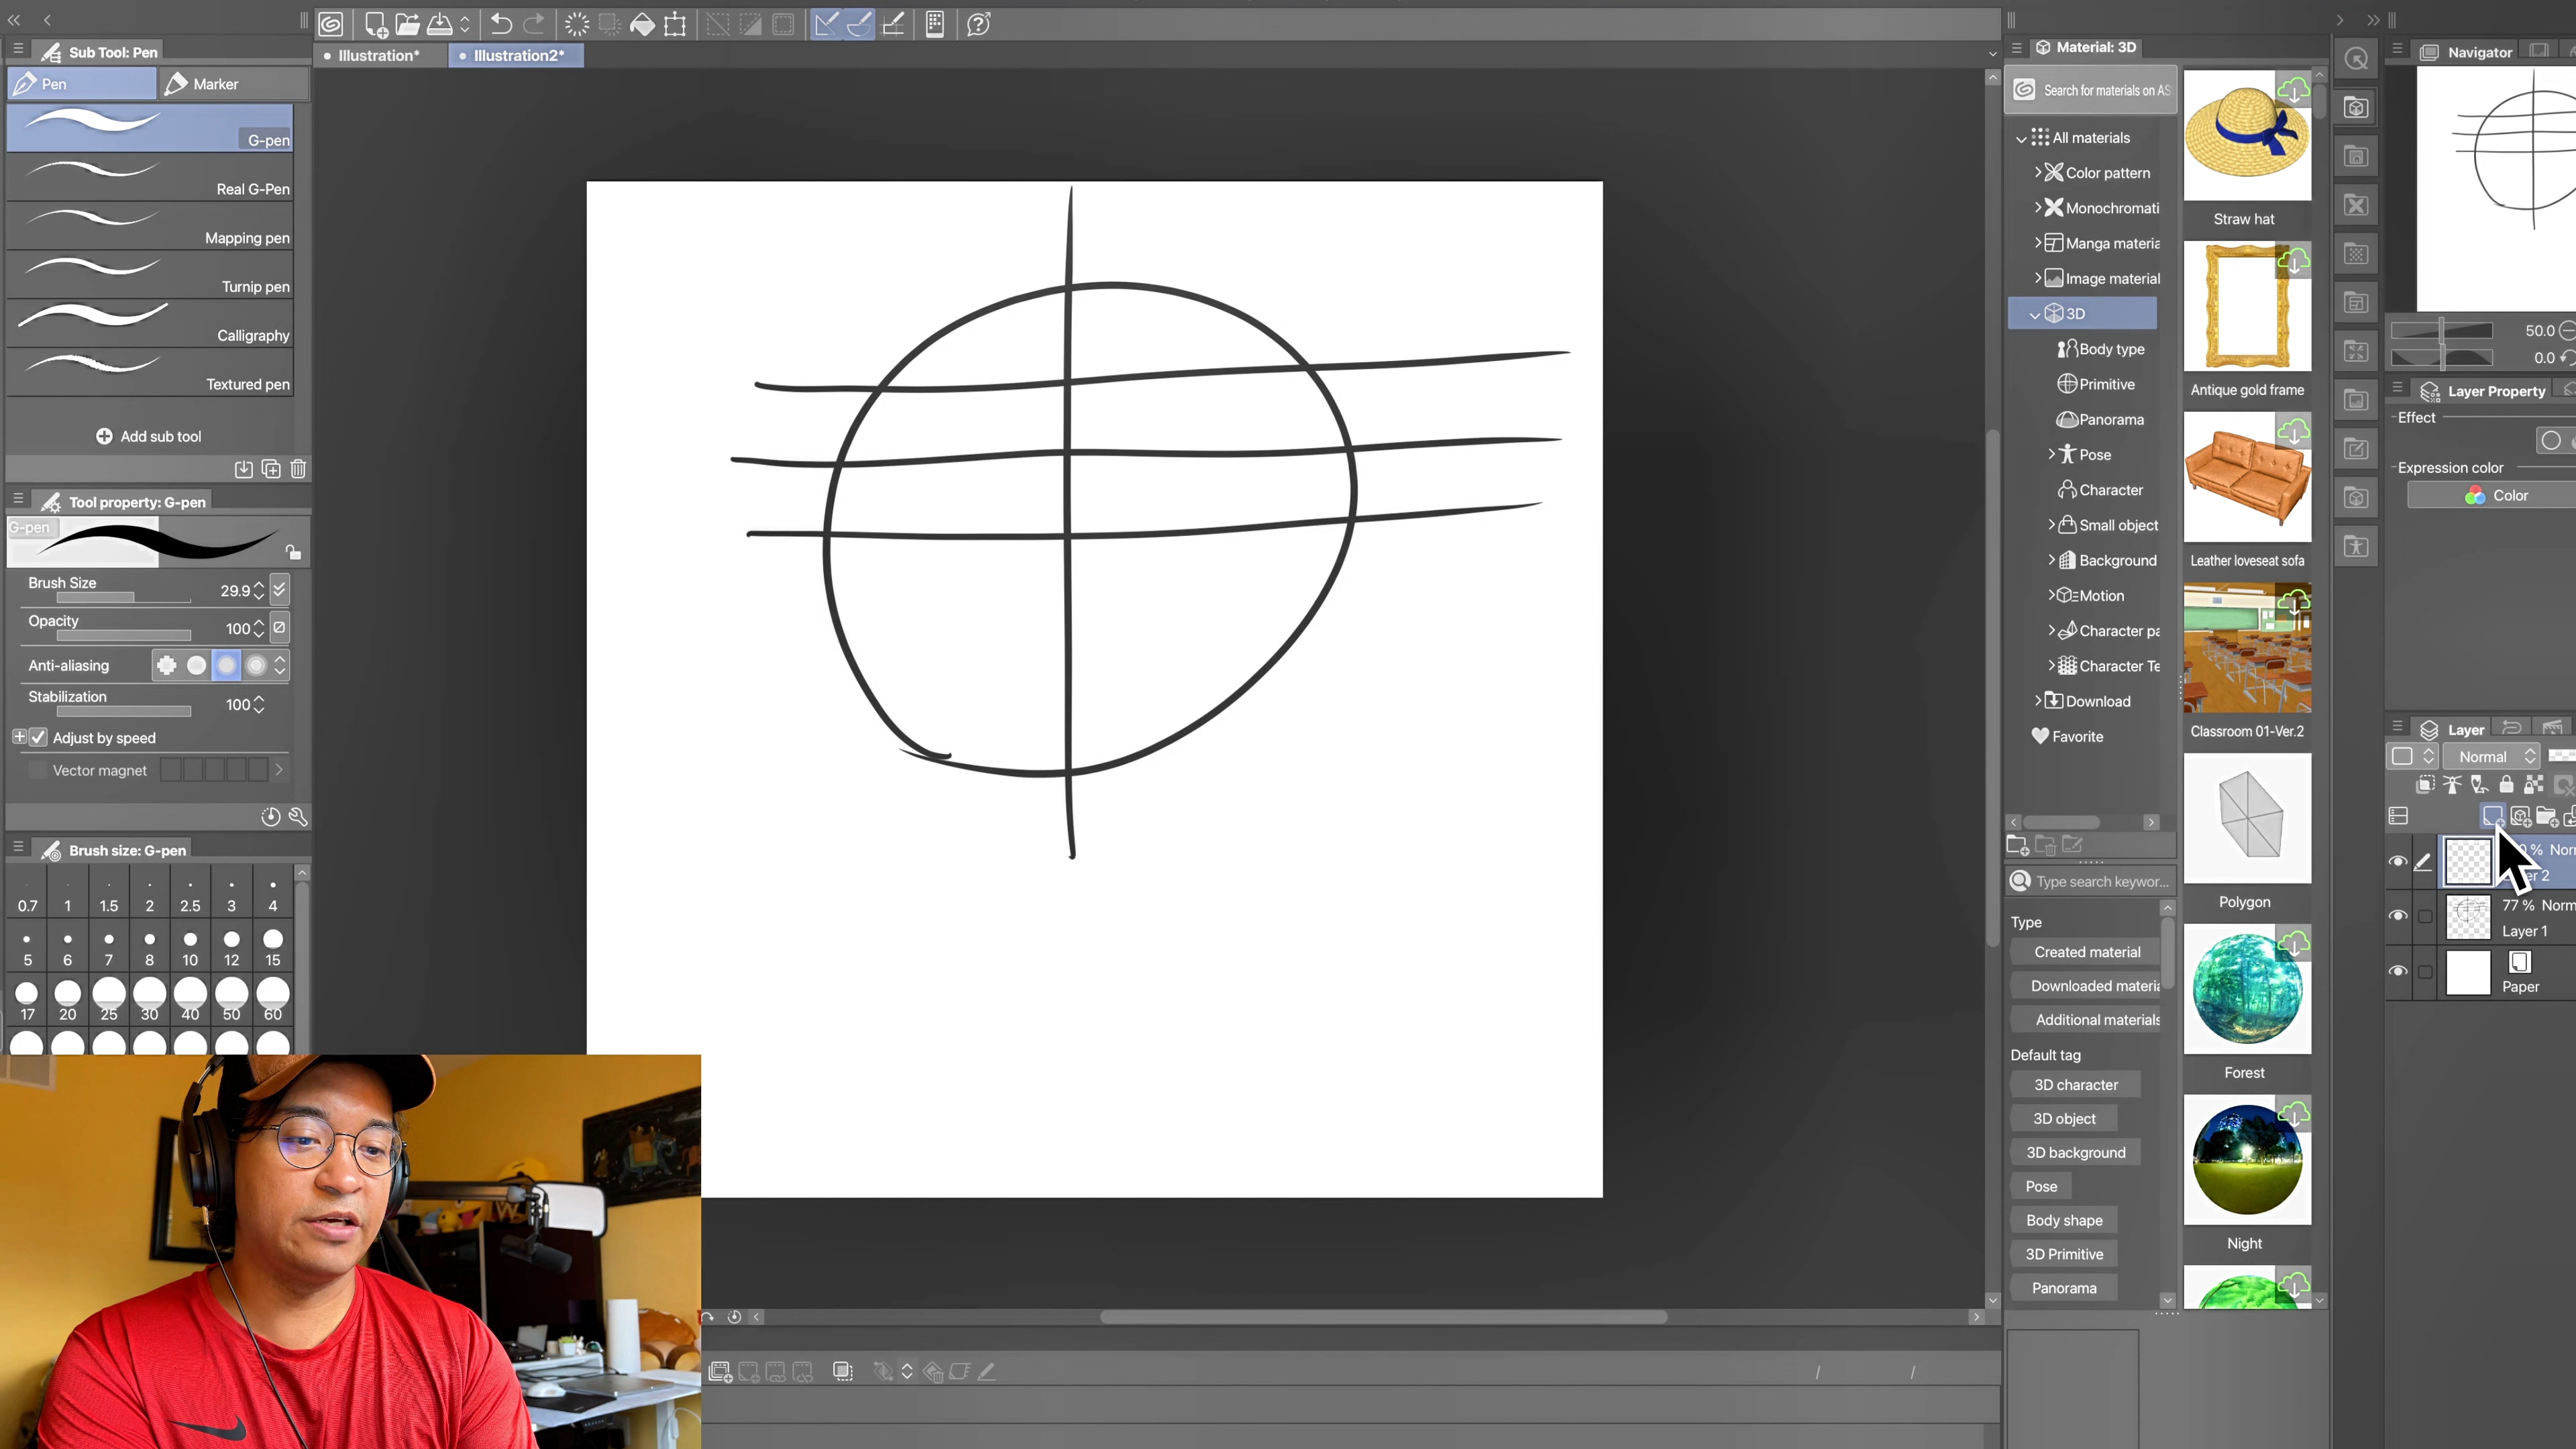 Sub Tool: Pen
Pen
Marker
G-pen
Real G-Pen
Mapping pen
Turnip pen
Calligraphy
Textured pen
Add sub tool
Tool property: G-pen
G-pen
Brush Size
29.9
Opacity
100
Anti-aliasing
Stabilization
100
Adjust by speed
Vector magnet
Brush size: G-pen
0.7 1 1.5 2 2.5 3 4
5 6 7 8 10 12 15
17 20 25 30 40 50 60
Illustration*
Illustration2*
Material: 3D
Search for materials on AS
All materials
Color pattern
Monochromati
Manga materia
Image material
3D
Body type
Primitive
Panorama
Pose
Character
Small object
Background
Motion
Character pa
Character Te
Download
Favorite
Type search keywor...
Type
Created material
Downloaded materia
Additional materials
Default tag
3D character
3D object
3D background
Pose
Body shape
3D Primitive
Panorama
Straw hat
Antique gold frame
Leather loveseat sofa
Classroom 01-Ver.2
Polygon
Forest
Night
Navigator
50.0
0.0
Layer Property
Effect
Expression color
Color
Layer
Normal
% Norm
2
77 % Norm
Layer 1
Paper